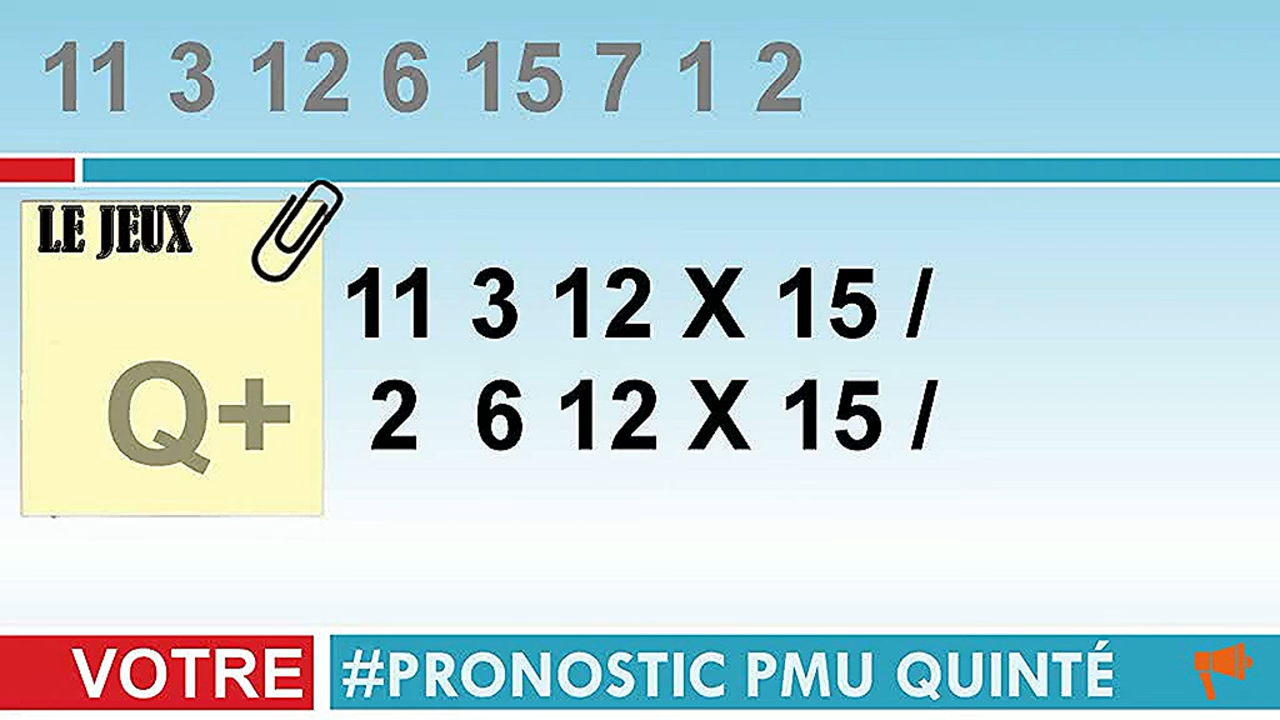 11 3 12 6 15 7 1 2
LE JEUX
Q+
11 3 12 X 15 /
2 6 12 X 15 /
VOTRE #PRONOSTIC PMU QUINTÉ